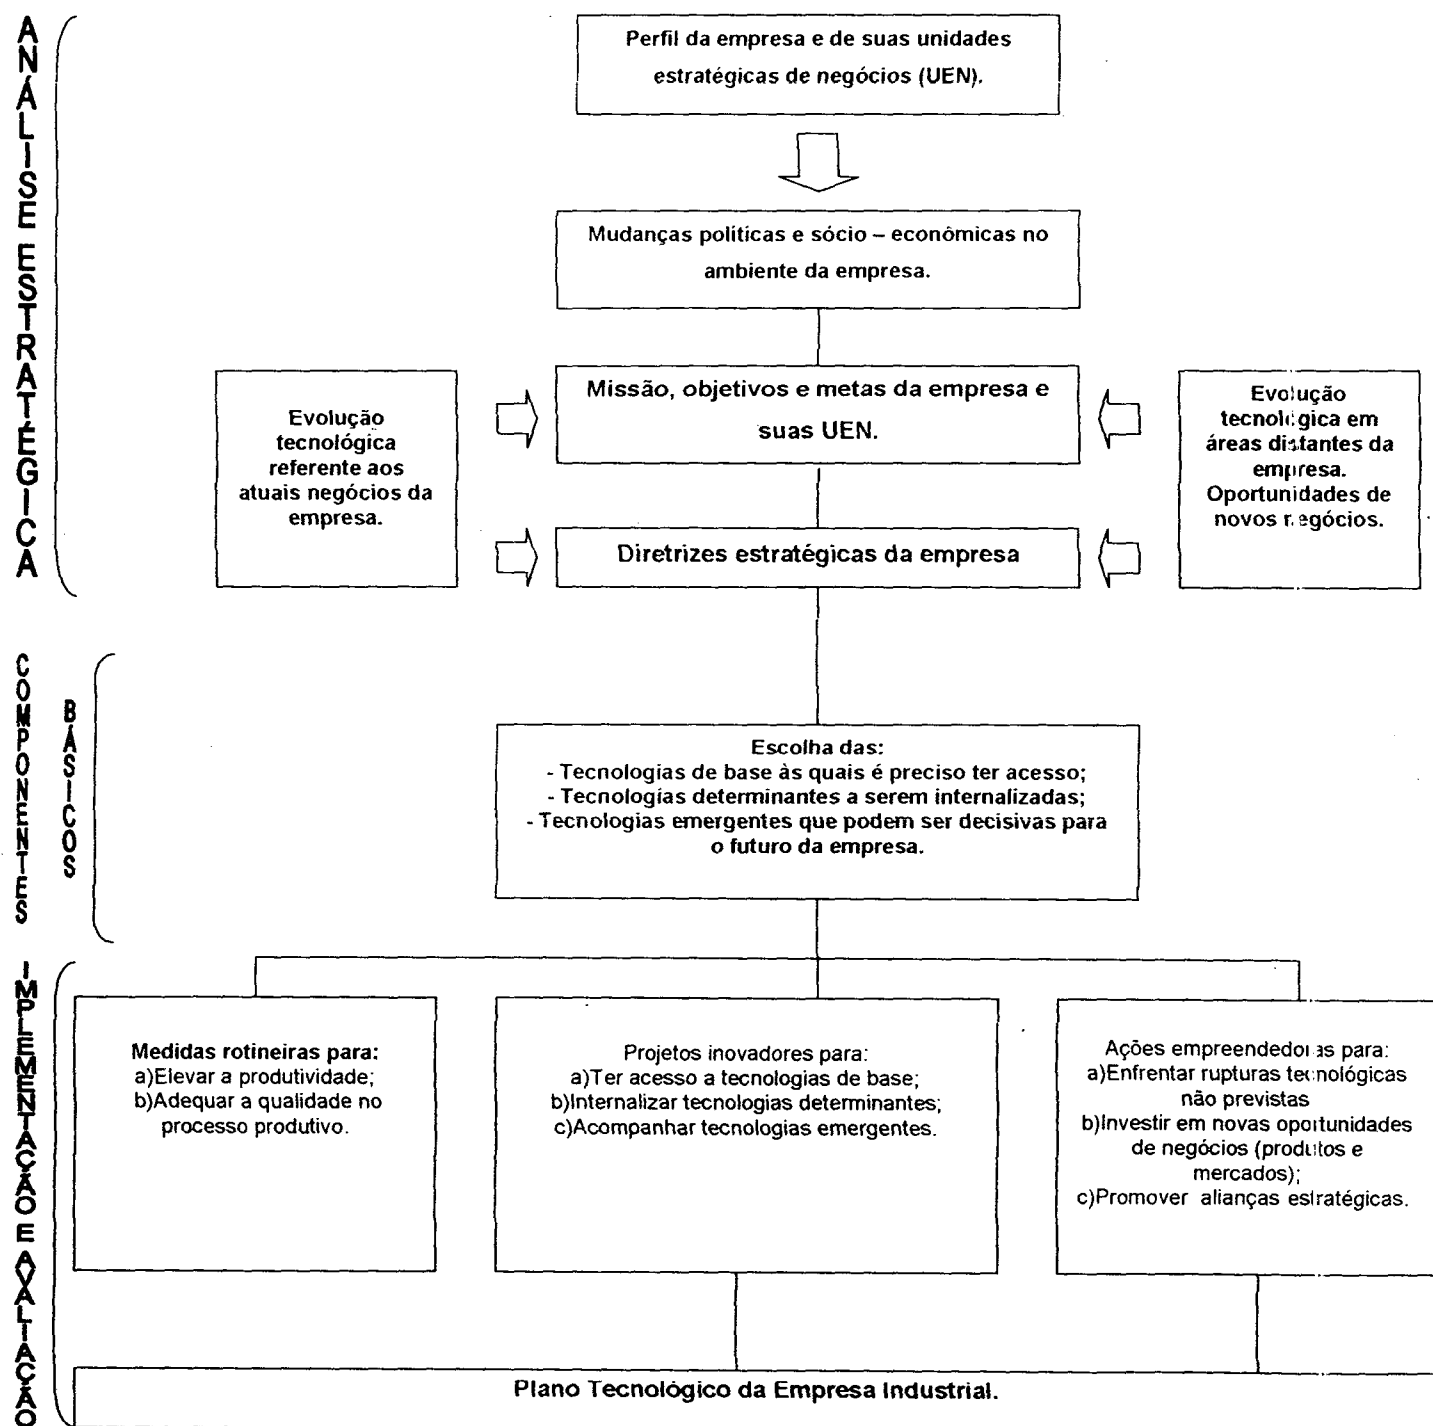 ANÁLISE ESTRATÉGICA
Perfil da empresa e de suas unidades
estratégicas de negócios (UEN).
Mudanças políticas e sócio – econômicas no
ambiente da empresa.
Missão, objetivos e metas da empresa e
suas UEN.
Evolução
tecnológica
referente aos
atuais negócios da
empresa.
Evolução
tecnológica em
áreas distantes da
empresa.
Oportunidades de
novos negócios.
Diretrizes estratégicas da empresa
COMPONENTES
BÁSICOS
Escolha das:
- Tecnologias de base às quais é preciso ter acesso;
- Tecnologías determinantes a serem internalizadas;
- Tecnologias emergentes que podem ser decisivas para
o futuro da empresa.
IMPLEMENTAÇÃO E AVALIAÇÃO
Medidas rotineiras para:
a)Elevar a produtividade;
b)Adequar a qualidade no
processo produtivo.
Projetos inovadores para:
a)Ter acesso a tecnologias de base;
b)Internalizar tecnologias determinantes;
c)Acompanhar tecnologias emergentes.
Ações empreendedoras para:
a)Enfrentar rupturas tecnológicas
não previstas
b)Investir em novas oportunidades
de negócios (produtos e
mercados);
c)Promover alianças estratégicas.
Plano Tecnológico da Empresa Industrial.